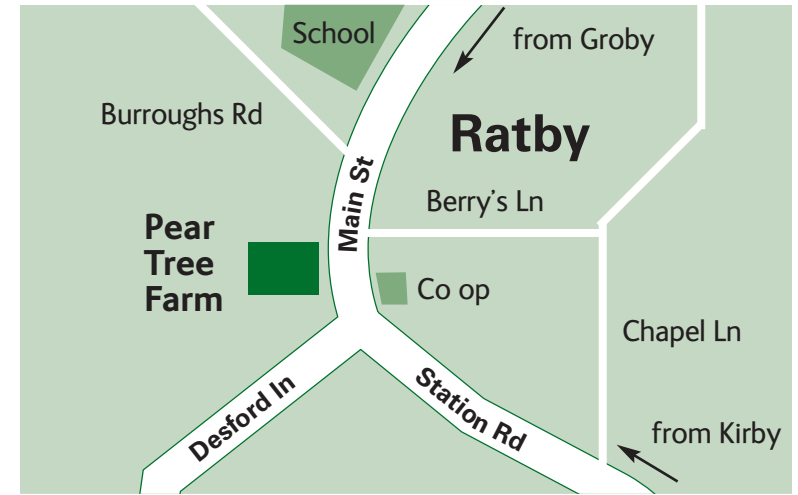 School
from Groby
Burroughs Rd
Ratby
Main St
Berry's Ln
Pear
Tree
Farm
Co op
Chapel Ln
Desford ln
Station Rd
from Kirby